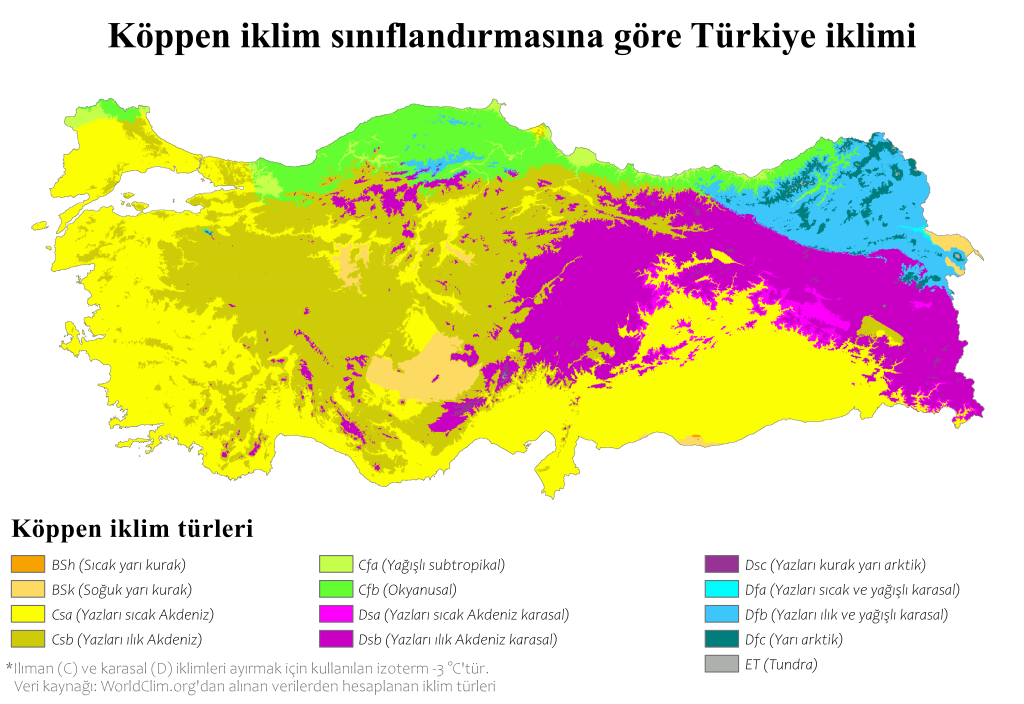 Köppen iklim sınıflandırmasına göre Türkiye iklimi
Köppen iklim türleri
BSh (Sıcak yarı kurak)
BSk (Soğuk yarı kurak)
Csa (Yazları sıcak Akdeniz)
Csb (Yazları ılık Akdeniz)
Cfa (Yağışlı subtropikal)
Cfb (Okyanusal)
Dsa (Yazları sıcak Akdeniz karasal)
Dsb (Yazları ılık Akdeniz karasal)
Dsc (Yazları kurak yarı arktik)
Dfa (Yazları sıcak ve yağışlı karasal)
Dfb (Yazları ılık ve yağışlı karasal)
Dfc (Yarı arktik)
ET (Tundra)
*Ilıman (C) ve karasal (D) iklimleri ayırmak için kullanılan izoterm -3 °C'tür.
Veri kaynağı: WorldClim.org'dan alınan verilerden hesaplanan iklim türleri